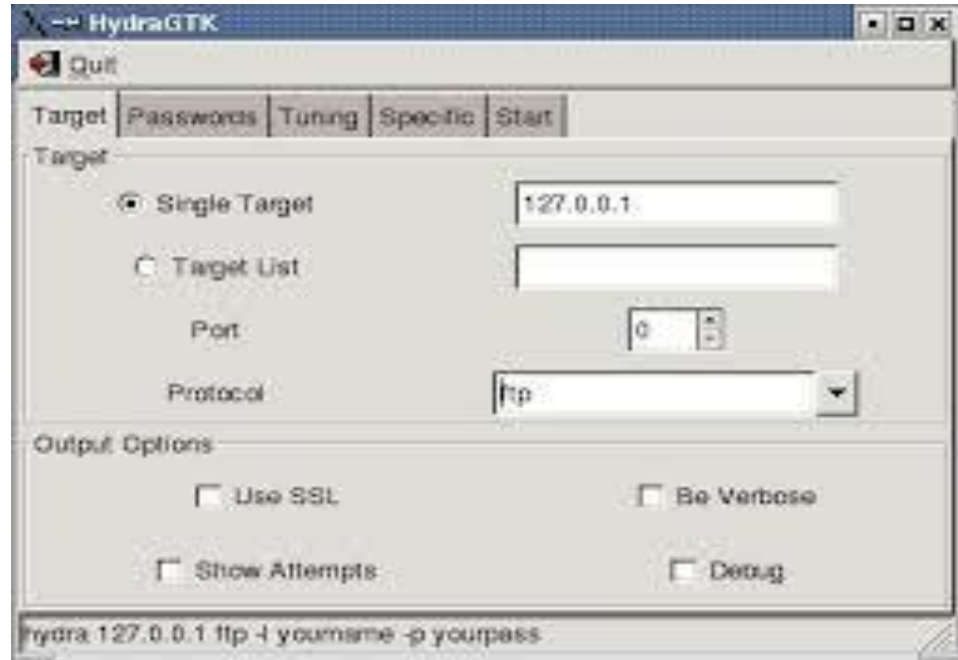 HydraGTK
Quit
Target Passwords Tuning Specific Start
Target
Single Target 127.0.0.1
Target List
Port 0
Protocol ftp
Output Options
Use SSL Be Verbose
Show Attempts Debug
hydra 127.0.0.1 ftp -l yourname -p yourpass